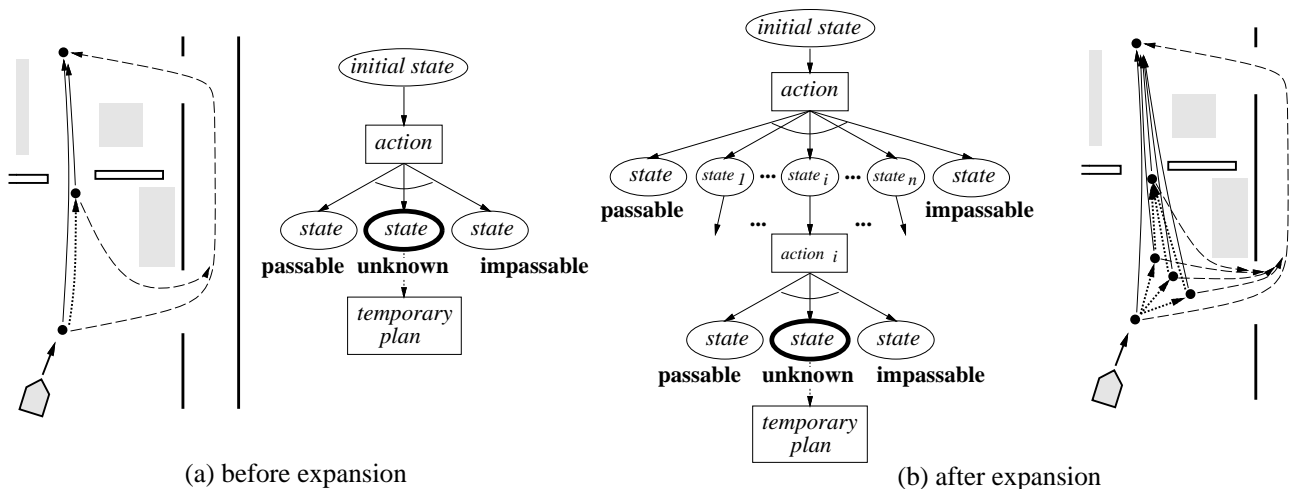 initial state
action
state
state
state
passable
unknown
impassable
temporary
plan
(a) before expansion
initial state
action
state
state 1
...
state i
...
state n
state
passable
impassable
...
...
action i
state
state
state
passable
unknown
impassable
temporary
plan
(b) after expansion